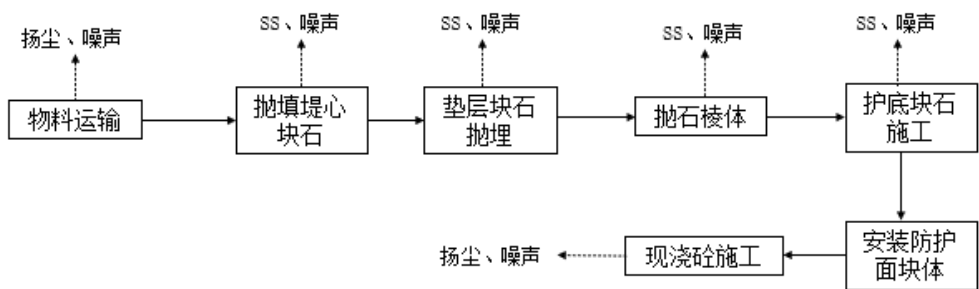 扬尘、噪声
SS、噪声
SS、噪声
SS、噪声
SS、噪声
物料运输
抛填堤心
块石
垫层块石
抛埋
抛石棱体
护底块石
施工
安装防护
面块体
现浇砼施工
扬尘、噪声